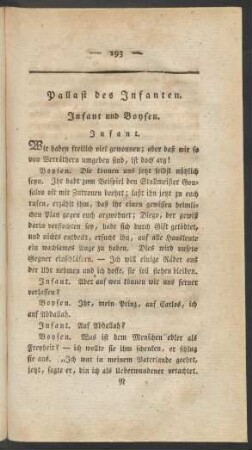 — 193 —
Pallast des Infanten.
Infant und Boysen.
Infant.
Wir haben freilich viel gewonnen; aber daß wir so
von Verräthern umgeben sind, ist doch arg!
Boysen. Die können uns jetzt selbst nützlich
seyn. Ihr habt zum Beispiel den Stallmeister Gon-
salvo oft mit Zutrauen beehrt; laßt ihn jetzt zu euch
rufen, erzählt ihm, daß ihr einen gewissen heimli-
chen Plan gegen euch argwohnt; Diego, der gewiß
darin verflochten sey, habe sich durch Gift getödtet,
und nichts entdeckt, ersucht ihn, auf alle Hausleute
ein wachsames Auge zu haben. Dies wird unsere
Gegner einschläfern. — Ich will einige Räder aus
der Uhr nehmen und ich hoffe, sie soll stehen bleiben.
Infant. Aber auf wen können wir uns ferner
verlassen?
Boysen. Ihr, mein Prinz, auf Carlos, ich
auf Abdallah.
Infant. Auf Abdallah?
Boysen. Was ist dem Menschen edler als
Freyheit? — ich wollte sie ihm schenken, er schlug
sie aus. „Ich war in meinem Vaterlande geehrt,
jetzt, sagte er, bin ich als Ueberwundener verachtet.
N